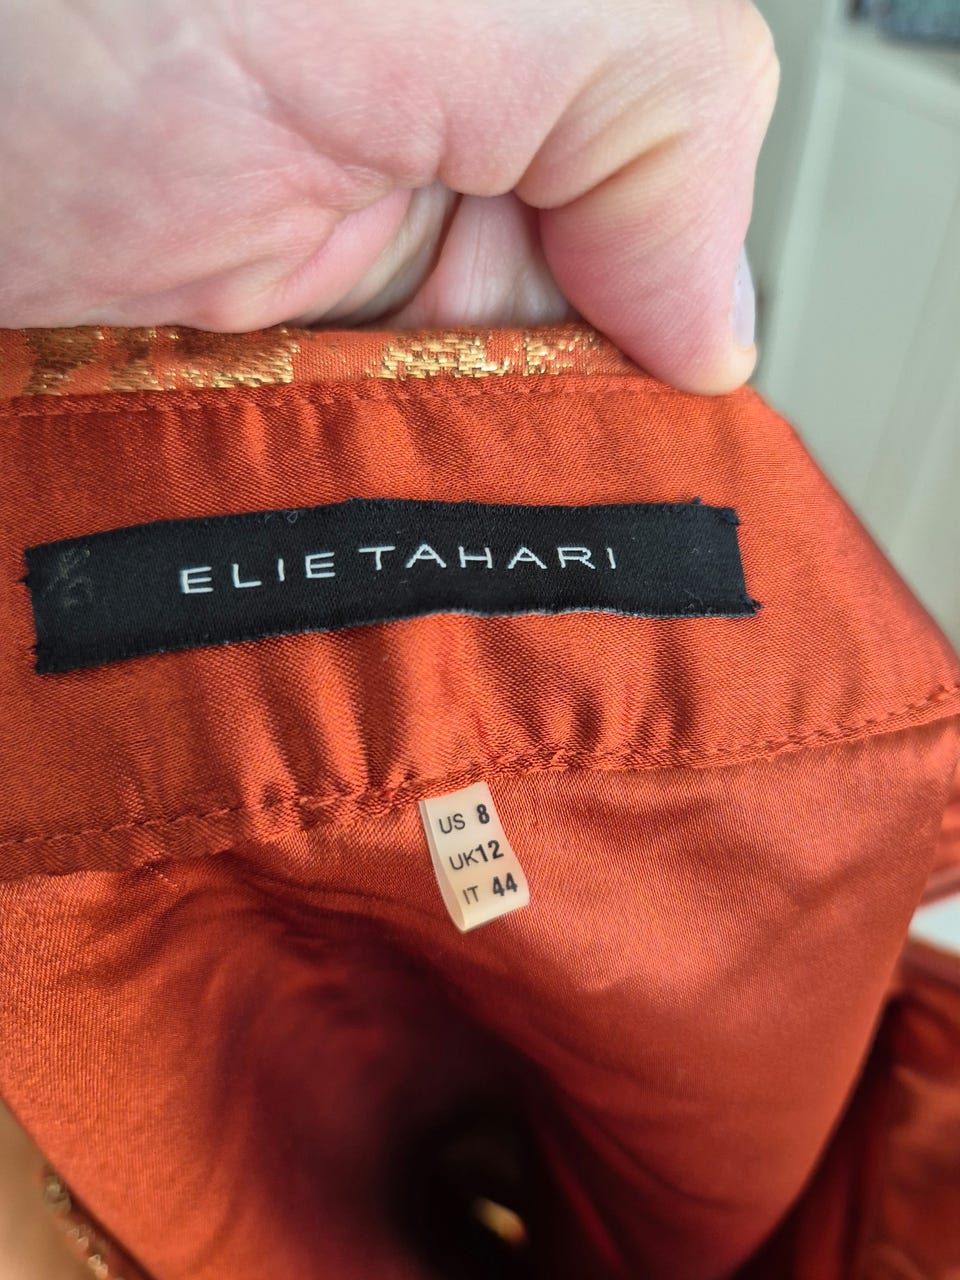 ELIE TAHARI
US 8
UK12
IT 44